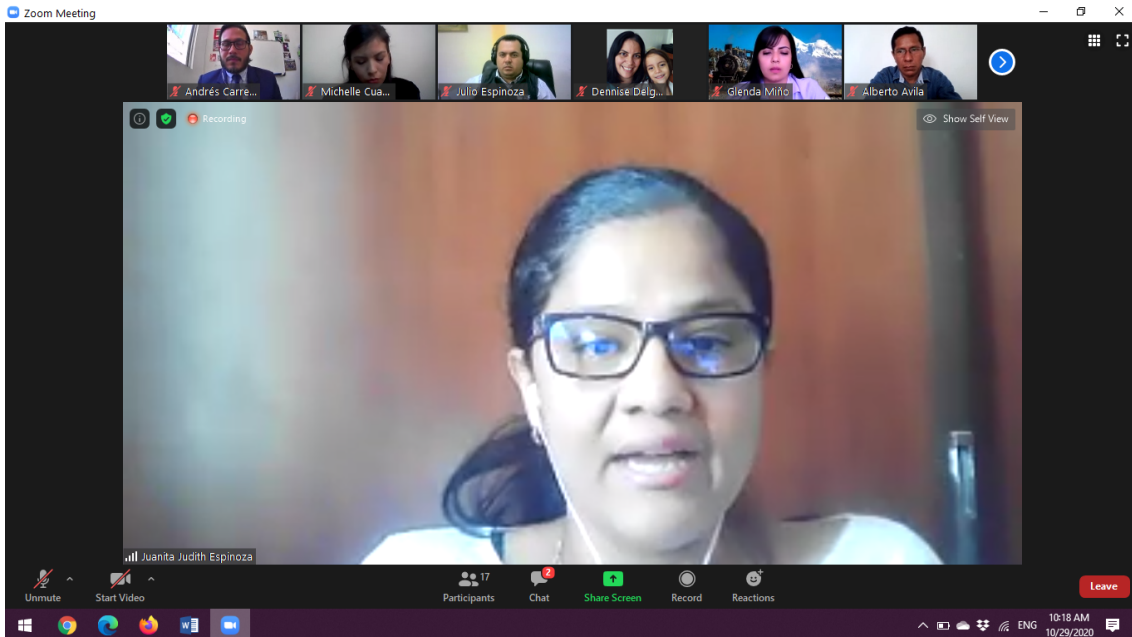 Zoom Meeting
Andrés Carre...
Michelle Cua...
Julio Espinoza
Dennise Delg...
Glenda Miño
Alberto Avila
Recording
Show Self View
Juanita Judith Espinoza
Unmute
Start Video
Participants
17
Chat
2
Share Screen
Record
Reactions
Leave
ENG
10:18 AM
10/29/2020